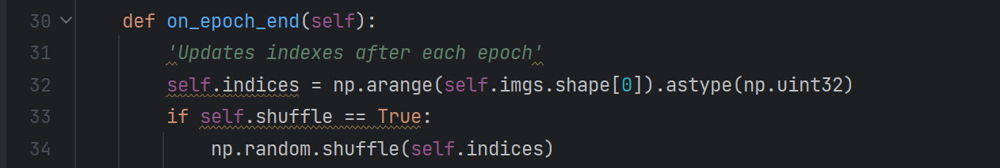 30 def on_epoch_end(self):
31 'Updates indexes after each epoch'
32 self.indices = np.arange(self.imgs.shape[0]).astype(np.uint32)
33 if self.shuffle == True:
34 np.random.shuffle(self.indices)